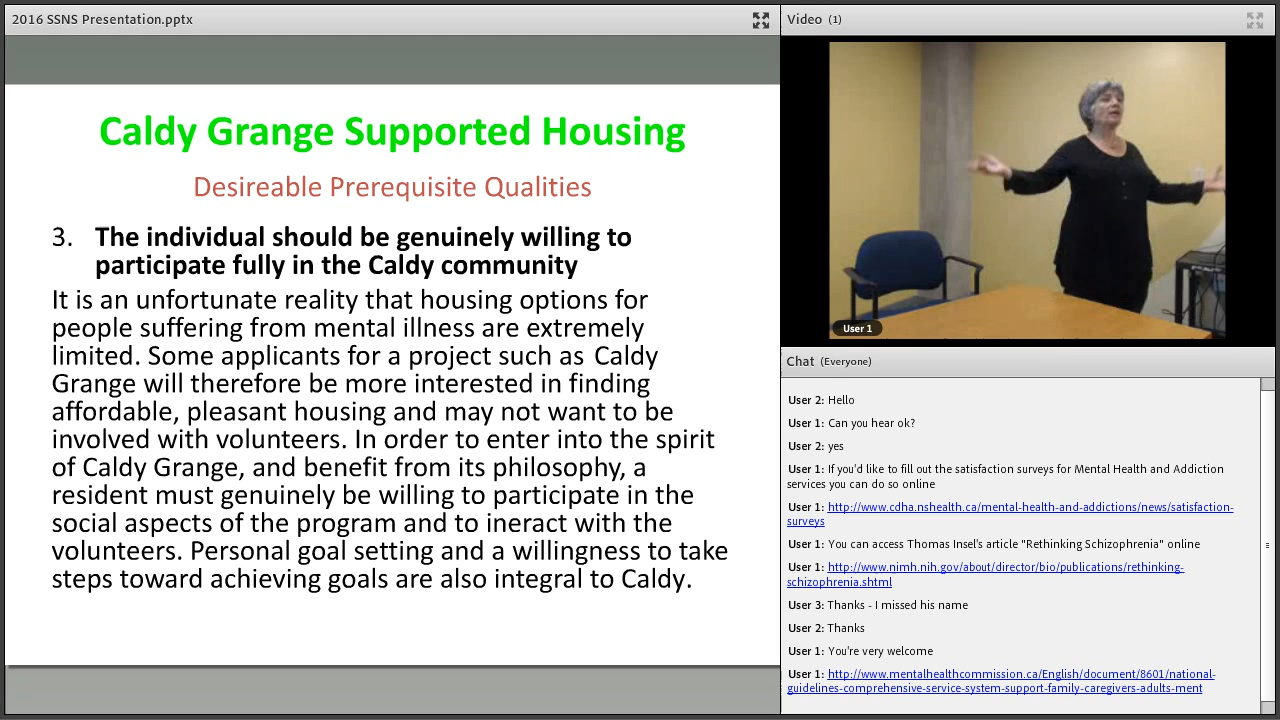 2016 SSNS Presentation.pptx
Caldy Grange Supported Housing
Desireable Prerequisite Qualities
3. The individual should be genuinely willing to
participate fully in the Caldy community
It is an unfortunate reality that housing options for
people suffering from mental illness are extremely
limited. Some applicants for a project such as Caldy
Grange will therefore be more interested in finding
affordable, pleasant housing and may not want to be
involved with volunteers. In order to enter into the spirit
of Caldy Grange, and benefit from its philosophy, a
resident must genuinely be willing to participate in the
social aspects of the program and to ineract with the
volunteers. Personal goal setting and a willingness to take
steps toward achieving goals are also integral to Caldy.
Video (1)
User 1
Chat (Everyone)
User 2: Hello
User 1: Can you hear ok?
User 2: yes
User 1: If you'd like to fill out the satisfaction surveys for Mental Health and Addiction
services you can do so online
User 1: http://www.cdha.nshealth.ca/mental-health-and-addictions/news/satisfaction-
surveys
User 1: You can access Thomas Insel's article "Rethinking Schizophrenia" online
User 1: http://www.nimh.nih.gov/about/director/bio/publications/rethinking-
schizophrenia.shtml
User 3: Thanks - I missed his name
User 2: Thanks
User 1: You're very welcome
User 1: http://www.mentalhealthcommission.ca/English/document/8601/national-
guidelines-comprehensive-service-system-support-family-caregivers-adults-ment